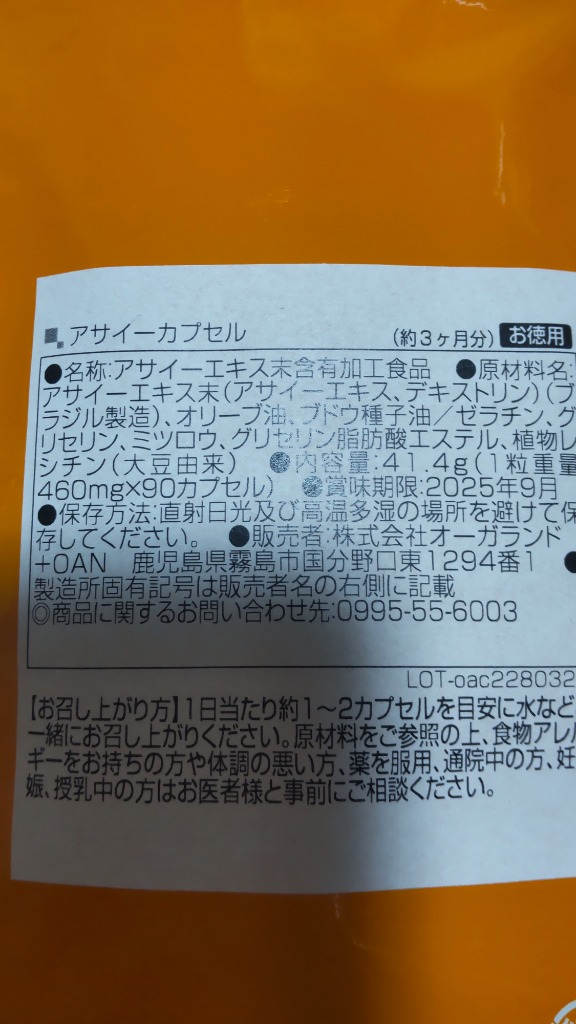 アサイーカプセル (約3ヶ月分) お徳用
●名称:アサイーエキス末含有加工食品 ●原材料名:
アサイーエキス末(アサイーエキス、デキストリン)(ブ
ラジル製造)、オリーブ油、ブドウ種子油/ゼラチン、グ
リセリン、ミツロウ、グリセリン脂肪酸エステル、植物レ
シチン(大豆由来) ●内容量:41.4g(1粒重量
460mg×90カプセル) ●賞味期限:2025年9月
●保存方法:直射日光及び高温多湿の場所を避けて保
存してください。 ●販売者:株式会社オーガランド
+OAN 鹿児島県霧島市国分野口東1294番1 ●
製造所固有記号は販売者名の右側に記載
◎商品に関するお問い合わせ先:0995-55-6003
LOT-oac228032
【お召し上がり方】1日当たり約1~2カプセルを目安に水など
一緒にお召し上がりください。原材料をご参照の上、食物アレル
ギーをお持ちの方や体調の悪い方、薬を服用、通院中の方、妊
娠、授乳中の方はお医者様と事前にご相談ください。